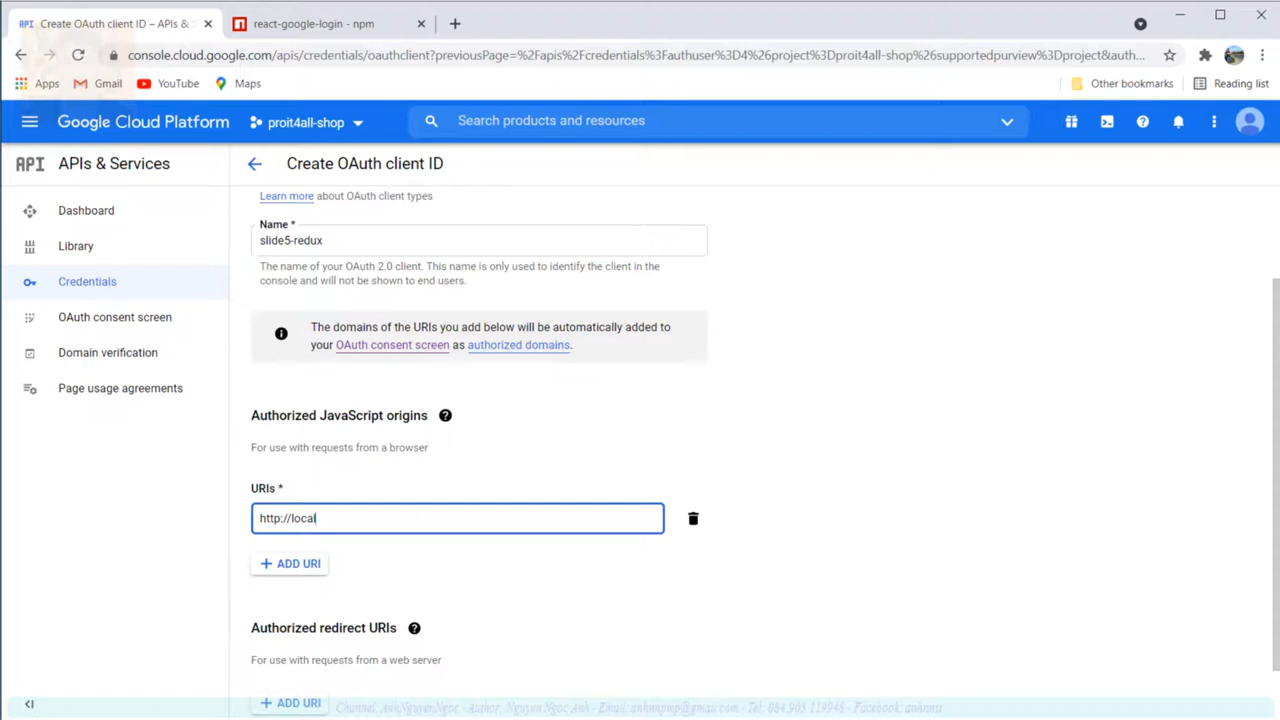 API Create OAuth client ID – APIs & S
react-google-login - npm
console.cloud.google.com/apis/credentials/oauthclient?previousPage=%2Fapis%2Fcredentials%3Fauthuser%3D4%26project%3Dproit4all-shop%26supportedpurview%3Dproject&auth...
Apps Gmail YouTube Maps Other bookmarks Reading list
Google Cloud Platform proit4all-shop Search products and resources
API APIs & Services Create OAuth client ID
Learn more about OAuth client types
Dashboard
Library
Credentials
OAuth consent screen
Domain verification
Page usage agreements
Name *
slide5-redux
The name of your OAuth 2.0 client. This name is only used to identify the client in the
console and will not be shown to end users.
The domains of the URIs you add below will be automatically added to
your OAuth consent screen as authorized domains.
Authorized JavaScript origins
For use with requests from a browser
URIs *
http://local
+ ADD URI
Authorized redirect URIs
For use with requests from a web server
+ ADD URI
Channel, AnhNguyenNgoc - Author, Nguyen Ngoc Anh - Email: anhnnpmp@gmail.com - Tel: 084.905 119948 - Facebook: anhnnst